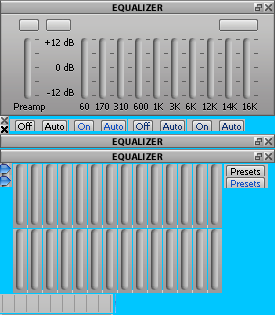 EQUALIZER
+12 dB
0 dB
-12 dB
Preamp 60 170 310 600 1K 3K 6K 12K 14K 16K
Off Auto On Auto Off Auto On Auto
EQUALIZER
EQUALIZER
Presets
Presets